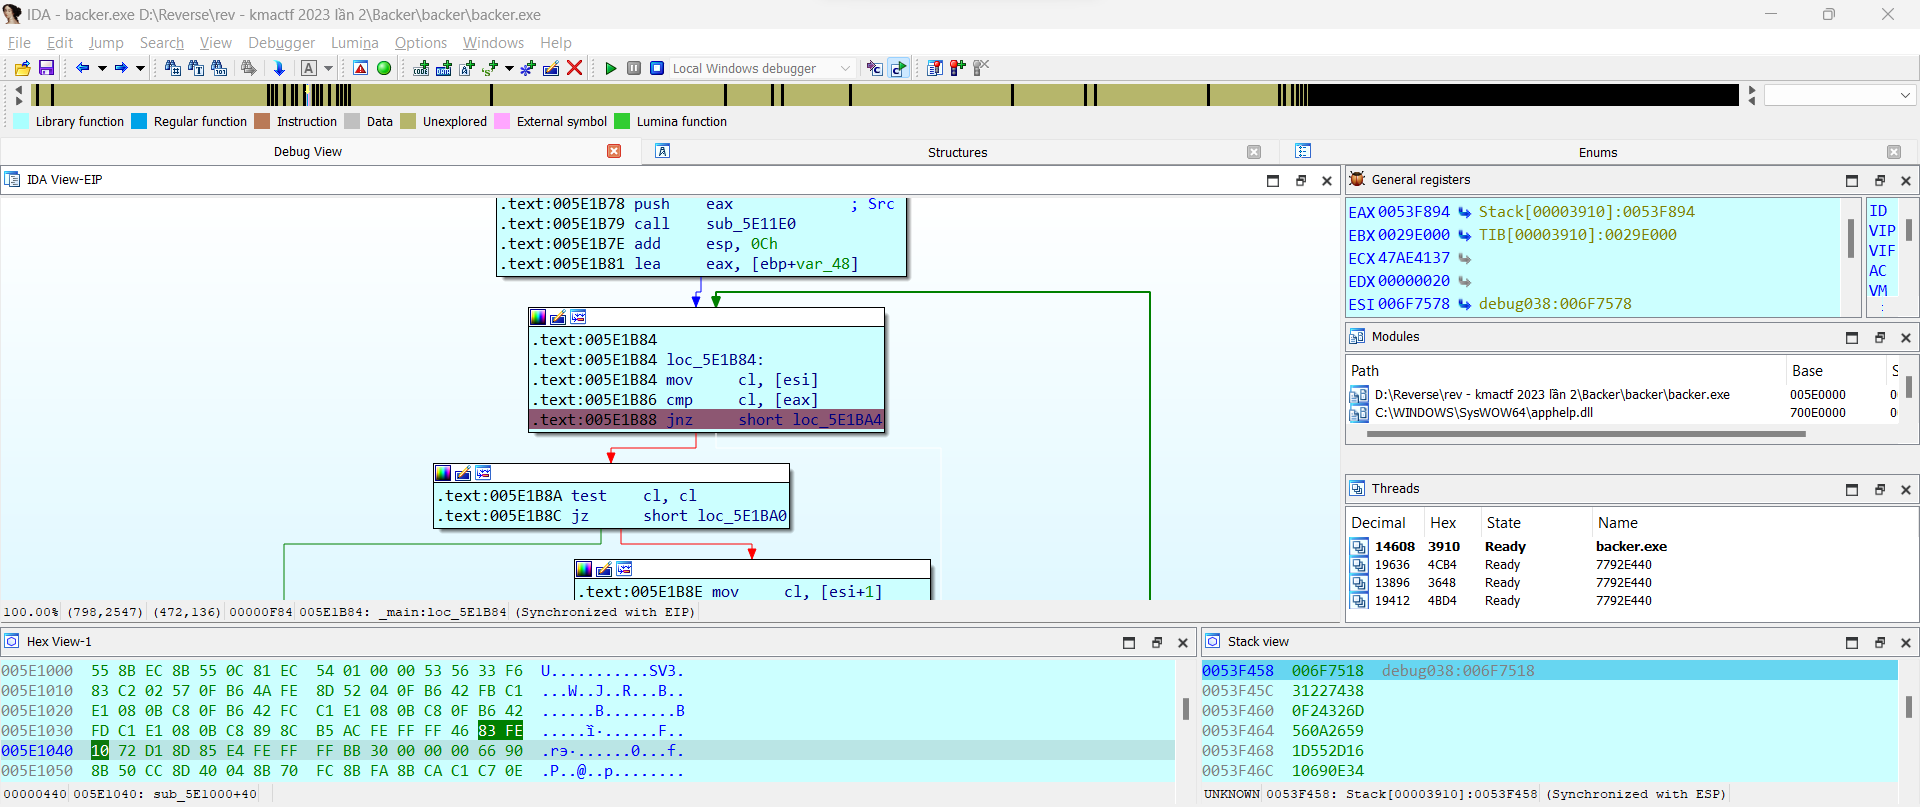 IDA - backer.exe D:\Reverse\rev - kmactf 2023 lần 2\Backer\backer\backer.exe
File Edit Jump Search View Debugger Lumina Options Windows Help
Local Windows debugger
Library function Regular function Instruction Data Unexplored External symbol Lumina function
Debug View Structures Enums
IDA View-EIP
.text:005E1B78 push eax ; Src
.text:005E1B79 call sub_5E11E0
.text:005E1B7E add esp, 0Ch
.text:005E1B81 lea eax, [ebp+var_48]
.text:005E1B84
.text:005E1B84 loc_5E1B84:
.text:005E1B84 mov cl, [esi]
.text:005E1B86 cmp cl, [eax]
.text:005E1B88 jnz short loc_5E1BA4
.text:005E1B8A test cl, cl
.text:005E1B8C jz short loc_5E1BA0
.text:005E1B8E mov cl, [esi+1]
100.00% (798,2547) (472,136) 00000F84 005E1B84: _main:loc_5E1B84 (Synchronized with EIP)
General registers
EAX 0053F894 Stack[00003910]:0053F894
EBX 0029E000 TIB[00003910]:0029E000
ECX 47AE4137
EDX 00000020
ESI 006F7578 debug038:006F7578
ID
VIP
VIF
AC
VM
Modules
Path Base S
D:\Reverse\rev - kmactf 2023 lần 2\Backer\backer\backer.exe 005E0000 0
C:\WINDOWS\SysWOW64\apphelp.dll 700E0000 0
Threads
Decimal Hex State Name
14608 3910 Ready backer.exe
19636 4CB4 Ready 7792E440
13896 3648 Ready 7792E440
19412 4BD4 Ready 7792E440
Hex View-1
005E1000 55 8B EC 8B 55 0C 81 EC 54 01 00 00 53 56 33 F6 U...........SV3.
005E1010 83 C2 02 57 0F B6 4A FE 8D 52 04 0F B6 42 FB C1 ...W..J..R...B..
005E1020 E1 08 0B C8 0F B6 42 FC C1 E1 08 0B C8 0F B6 42 ......B........B
005E1030 FD C1 E1 08 0B C8 89 8C B5 AC FE FF FF 46 83 FE
005E1040 10 72 D1 8D 85 E4 FE FF FF BB 30 00 00 00 66 90
005E1050 8B 50 CC 8D 40 04 8B 70 FC 8B FA 8B CA C1 C7 0E .P..@..p........
00000440 005E1040: sub_5E1000+40
Stack view
0053F458 006F7518 debug038:006F7518
0053F45C 31227438
0053F460 0F24326D
0053F464 560A2659
0053F468 1D552D16
0053F46C 10690E34
UNKNOWN 0053F458: Stack[00003910]:0053F458 (Synchronized with ESP)